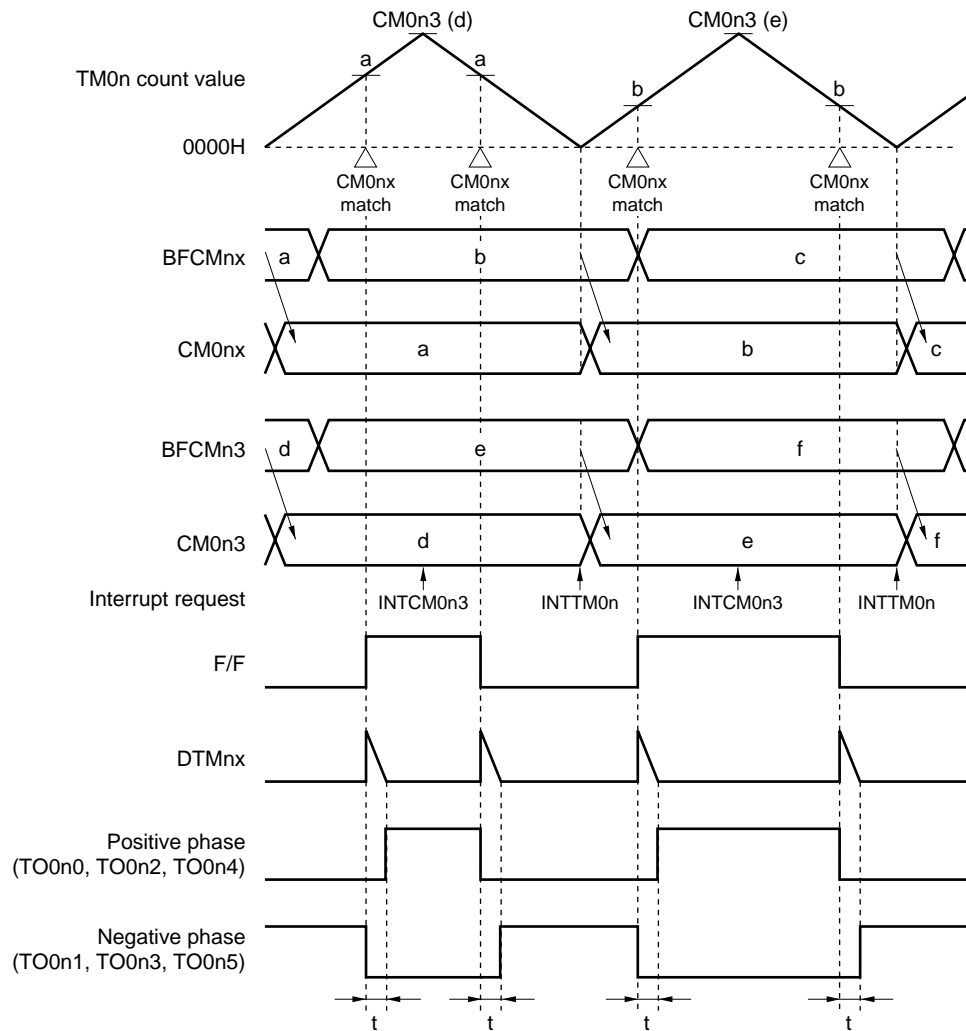 CM0n3 (d) CM0n3 (e)
a a
TM0n count value
b b
0000H
CM0nx match CM0nx match CM0nx match CM0nx match
BFCMnx a b c
CM0nx a b c
BFCMn3 d e f
CM0n3 d e f
Interrupt request INTCM0n3 INTTM0n INTCM0n3 INTTM0n
F/F
DTMnx
Positive phase
(TO0n0, TO0n2, TO0n4)
Negative phase
(TO0n1, TO0n3, TO0n5)
t t t t